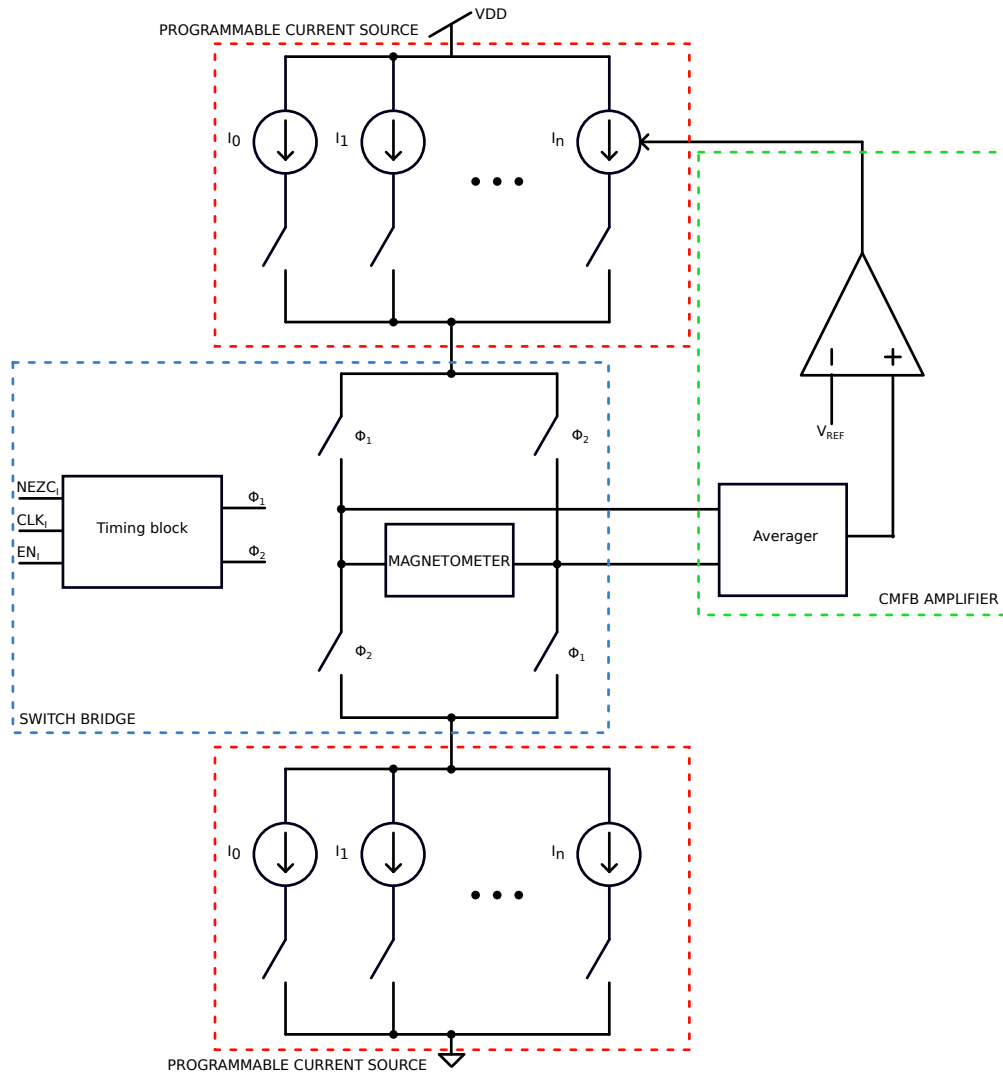 VDD
PROGRAMMABLE CURRENT SOURCE
I0
I1
In
Φ1
Φ2
VREF
NEZCI
CLKI
ENI
Timing block
Φ1
Φ2
MAGNETOMETER
Averager
CMFB AMPLIFIER
Φ2
Φ1
SWITCH BRIDGE
I0
I1
In
PROGRAMMABLE CURRENT SOURCE